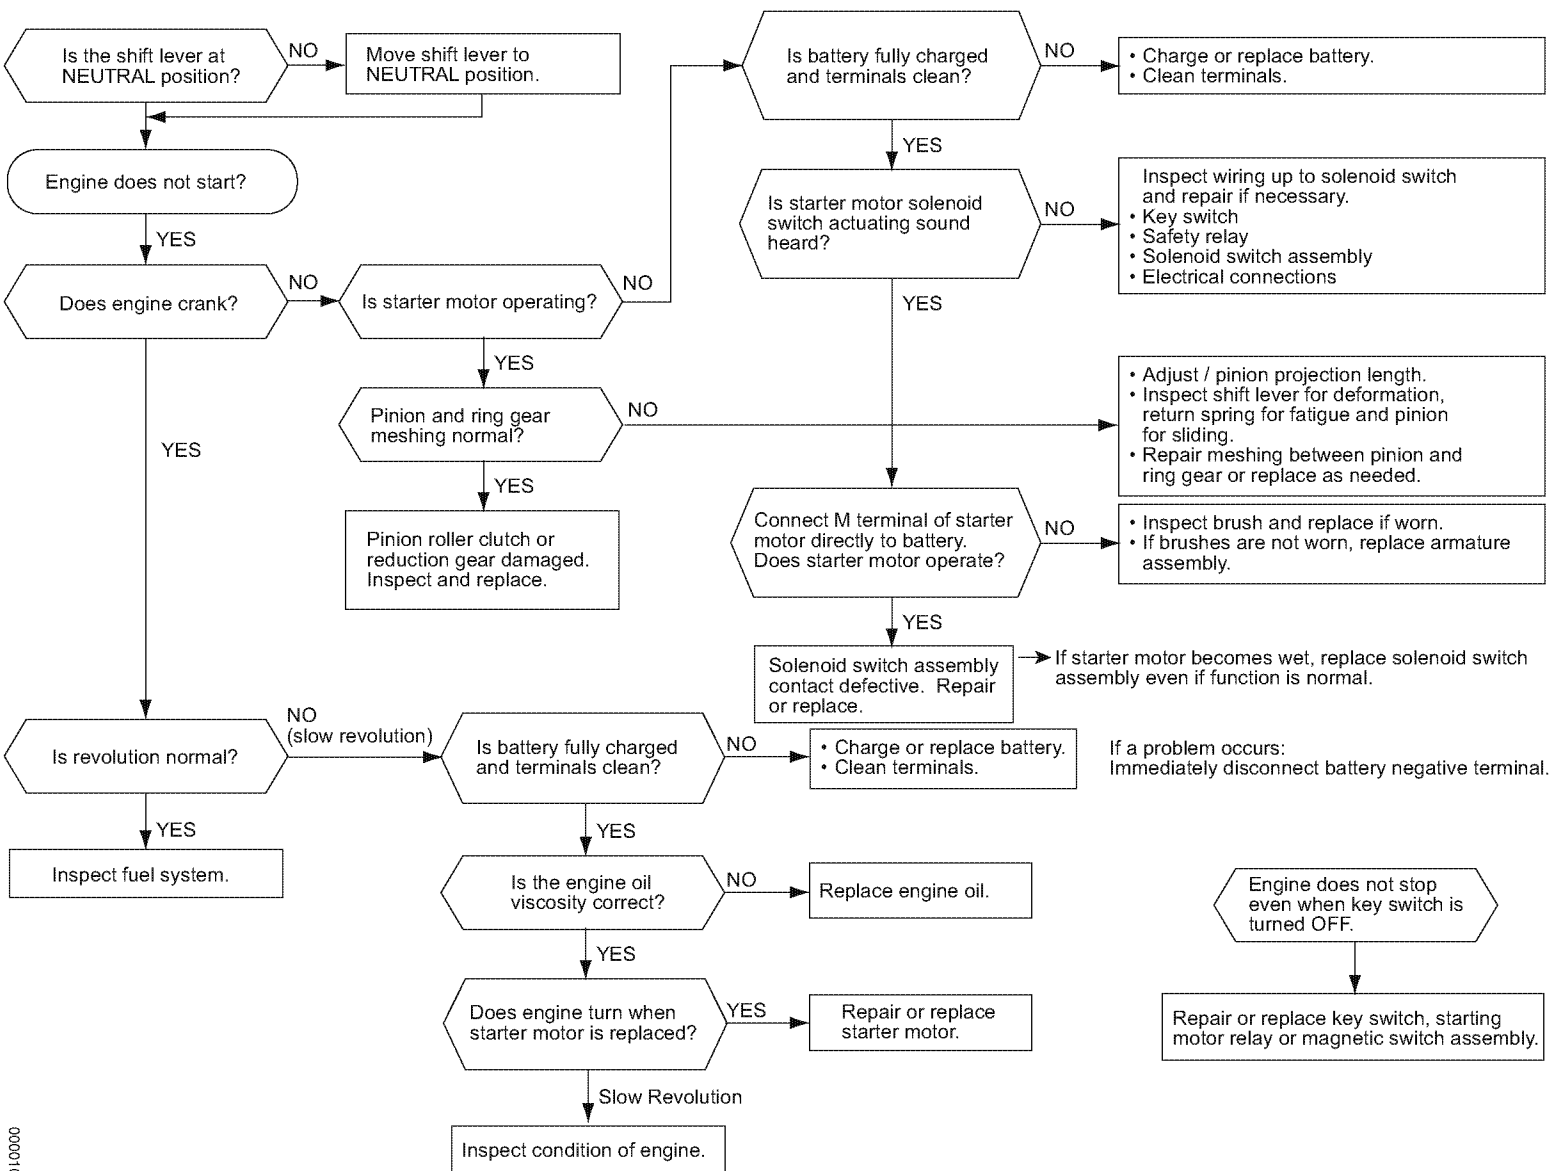 Is the shift lever at
NEUTRAL position?
NO
Move shift lever to
NEUTRAL position.
Engine does not start?
YES
Does engine crank?
NO
Is starter motor operating?
NO
YES
Pinion and ring gear
meshing normal?
NO
YES
Pinion roller clutch or
reduction gear damaged.
Inspect and replace.
YES
Is battery fully charged
and terminals clean?
NO
• Charge or replace battery.
• Clean terminals.
YES
Is starter motor solenoid
switch actuating sound
heard?
NO
Inspect wiring up to solenoid switch
and repair if necessary.
• Key switch
• Safety relay
• Solenoid switch assembly
• Electrical connections
YES
• Adjust / pinion projection length.
• Inspect shift lever for deformation,
return spring for fatigue and pinion
for sliding.
• Repair meshing between pinion and
ring gear or replace as needed.
Connect M terminal of starter
motor directly to battery.
Does starter motor operate?
NO
• Inspect brush and replace if worn.
• If brushes are not worn, replace armature
assembly.
YES
Solenoid switch assembly
contact defective. Repair
or replace.
If starter motor becomes wet, replace solenoid switch
assembly even if function is normal.
Is revolution normal?
NO
(slow revolution)
YES
Inspect fuel system.
Is battery fully charged
and terminals clean?
NO
• Charge or replace battery.
• Clean terminals.
If a problem occurs:
Immediately disconnect battery negative terminal.
YES
Is the engine oil
viscosity correct?
NO
Replace engine oil.
YES
Does engine turn when
starter motor is replaced?
YES
Repair or replace
starter motor.
Slow Revolution
Inspect condition of engine.
Engine does not stop
even when key switch is
turned OFF.
Repair or replace key switch, starting
motor relay or magnetic switch assembly.